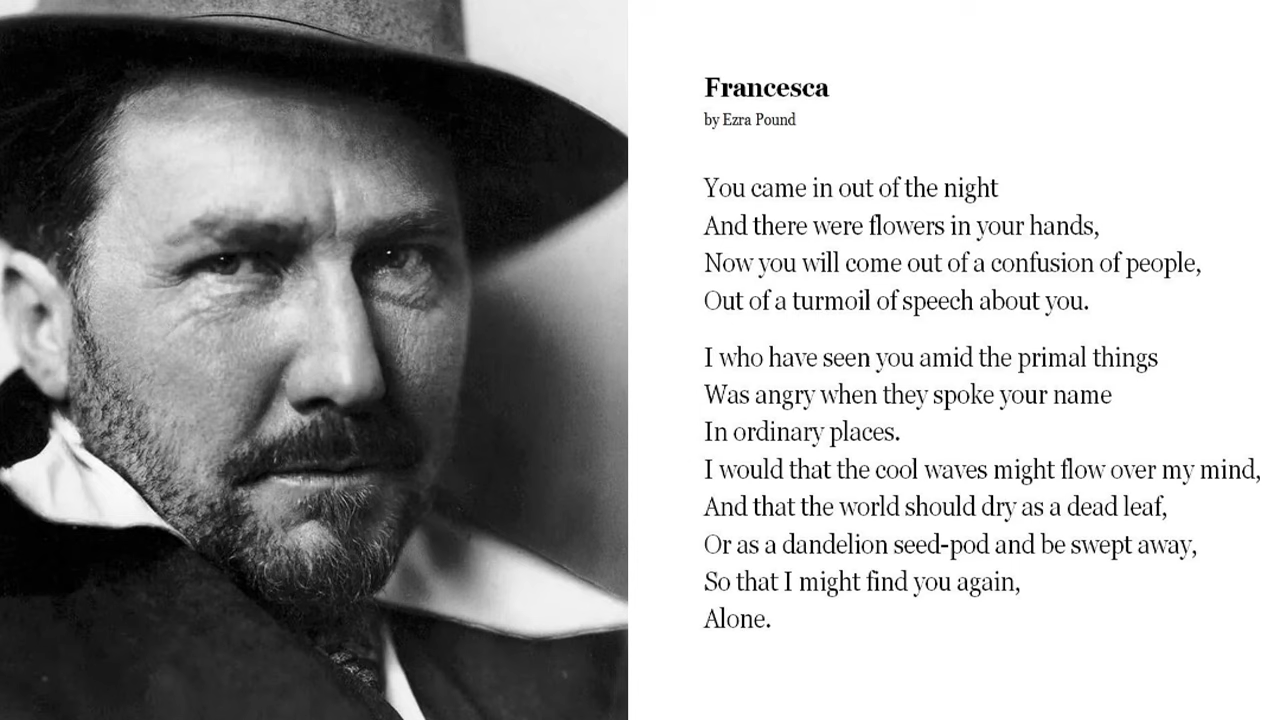 Francesca
by Ezra Pound
You came in out of the night
And there were flowers in your hands,
Now you will come out of a confusion of people,
Out of a turmoil of speech about you.
I who have seen you amid the primal things
Was angry when they spoke your name
In ordinary places.
I would that the cool waves might flow over my mind,
And that the world should dry as a dead leaf,
Or as a dandelion seed-pod and be swept away,
So that I might find you again,
Alone.